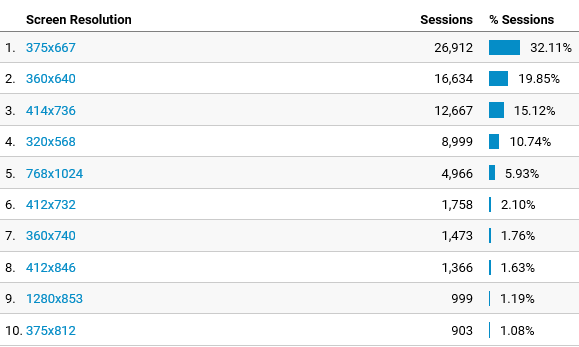 Screen Resolution Sessions % Sessions
1. 375x667 26,912 32.11%
2. 360x640 16,634 19.85%
3. 414x736 12,667 15.12%
4. 320x568 8,999 10.74%
5. 768x1024 4,966 5.93%
6. 412x732 1,758 2.10%
7. 360x740 1,473 1.76%
8. 412x846 1,366 1.63%
9. 1280x853 999 1.19%
10. 375x812 903 1.08%